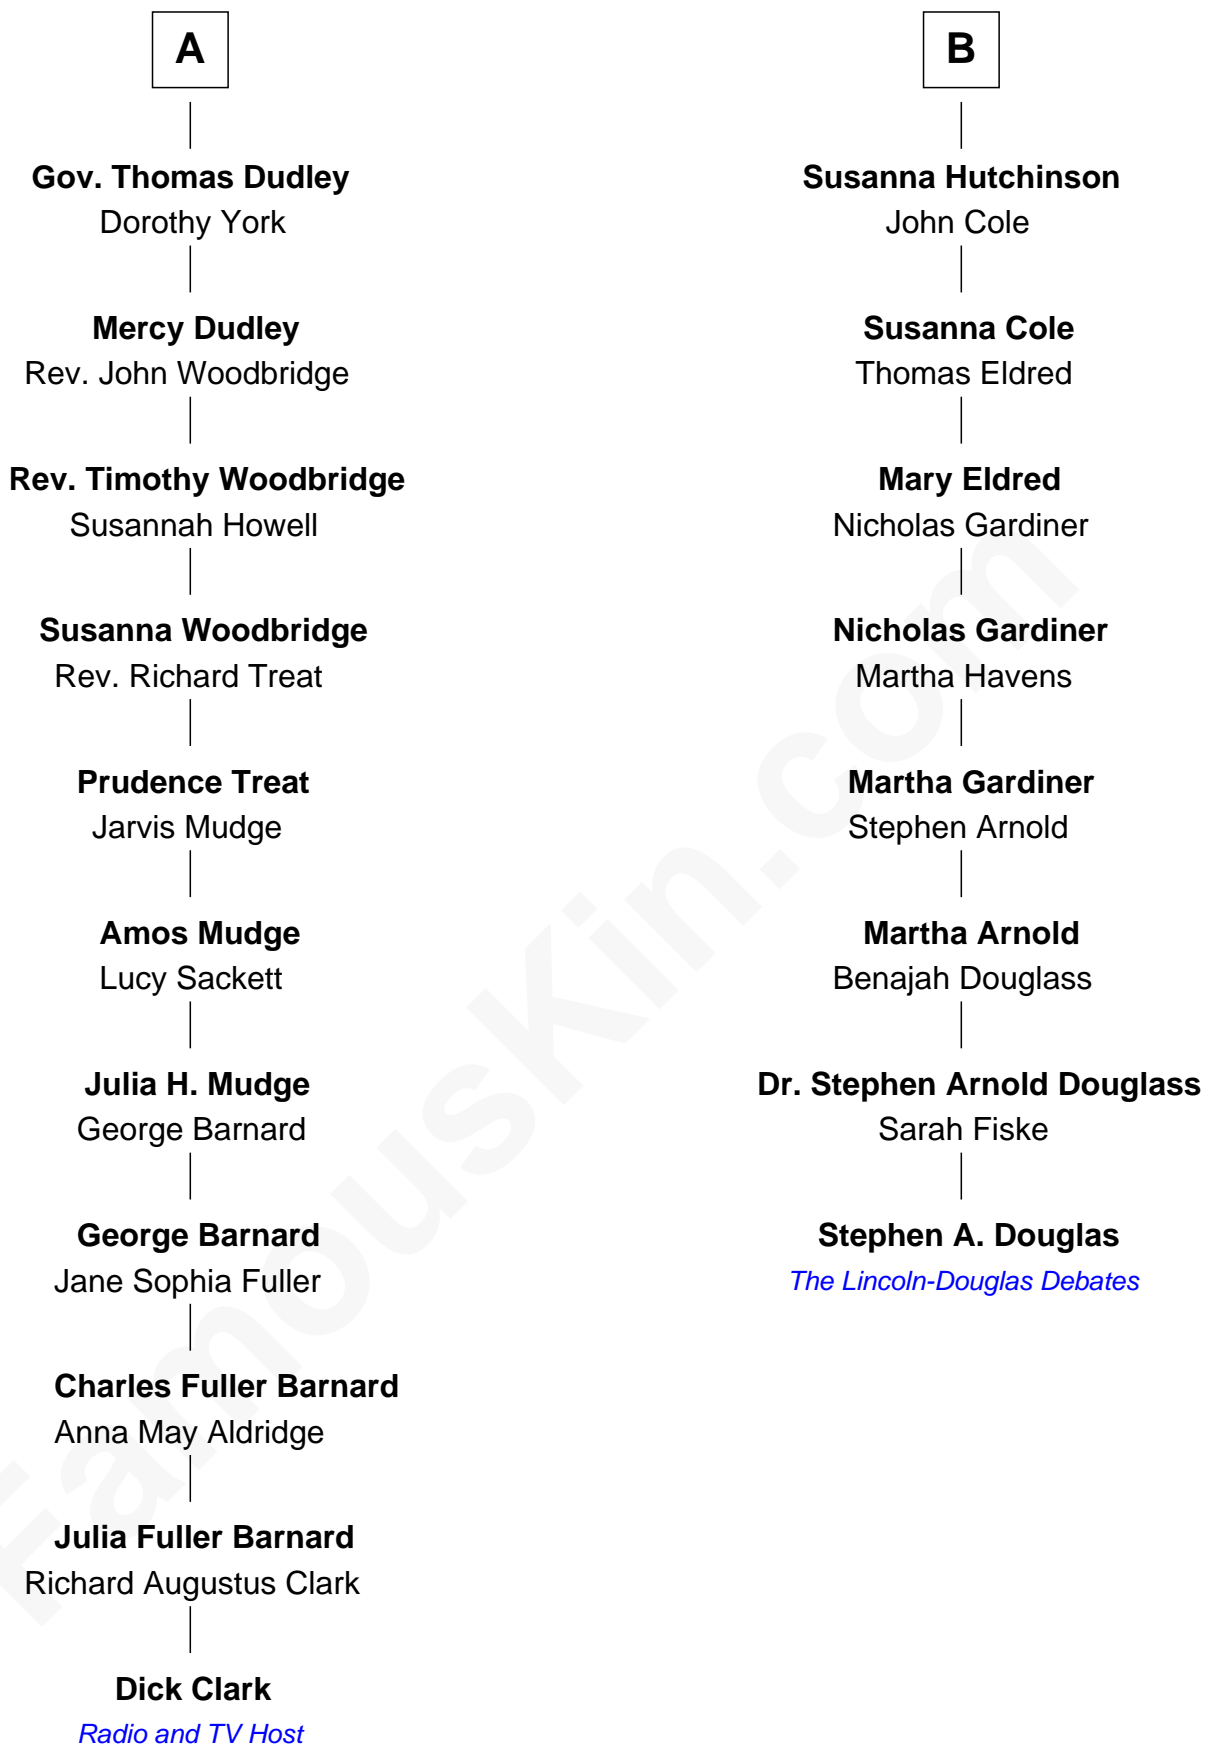 A
Gov. Thomas Dudley
Dorothy York
Mercy Dudley
Rev. John Woodbridge
Rev. Timothy Woodbridge
Susannah Howell
Susanna Woodbridge
Rev. Richard Treat
Prudence Treat
Jarvis Mudge
Amos Mudge
Lucy Sackett
Julia H. Mudge
George Barnard
George Barnard
Jane Sophia Fuller
Charles Fuller Barnard
Anna May Aldridge
Julia Fuller Barnard
Richard Augustus Clark
Dick Clark
Radio and TV Host
B
Susanna Hutchinson
John Cole
Susanna Cole
Thomas Eldred
Mary Eldred
Nicholas Gardiner
Nicholas Gardiner
Martha Havens
Martha Gardiner
Stephen Arnold
Martha Arnold
Benajah Douglass
Dr. Stephen Arnold Douglass
Sarah Fiske
Stephen A. Douglas
The Lincoln-Douglas Debates
FamousKin.com